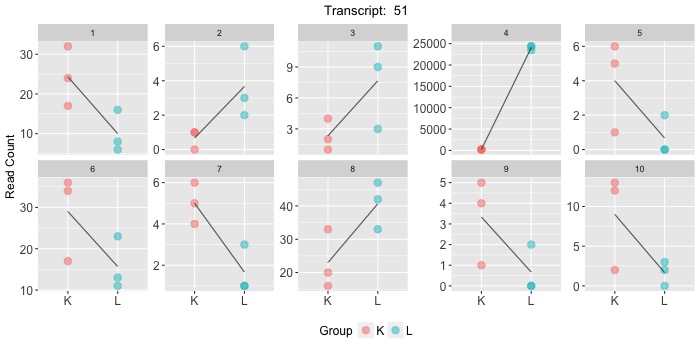 Transcript: 51
1 2 3 4 5
30 20 10
6 4 2 0
9 6 3
25000 20000 15000 10000 5000 0
6 4 2 0
Read Count
6 7 8 9 10
30 20 10
6 4 2
40 30 20
5 4 3 2 1 0
10 5 0
K L K L K L K L K L
Group K L